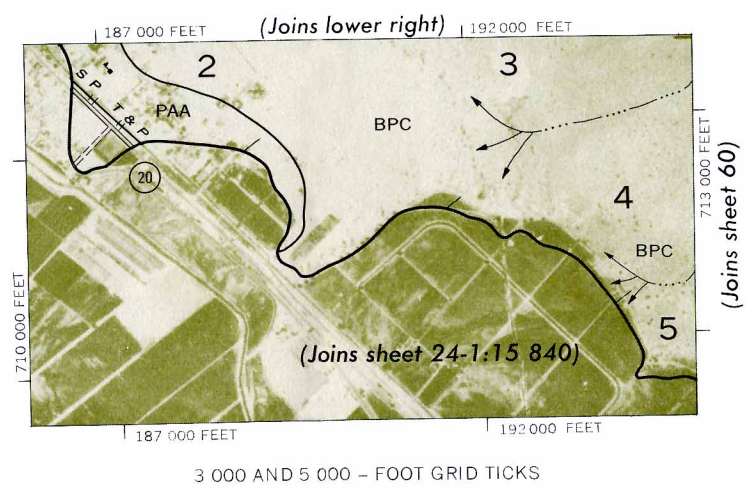 187 000 FEET
(Joins lower right)
192 000 FEET
2
3
S P T & P
PAA
BPC
20
713 000 FEET
(Joins sheet 60)
4
BPC
5
710 000 FEET
(Joins sheet 24-1:15 840)
187 000 FEET
192 000 FEET
3 000 AND 5 000 – FOOT GRID TICKS